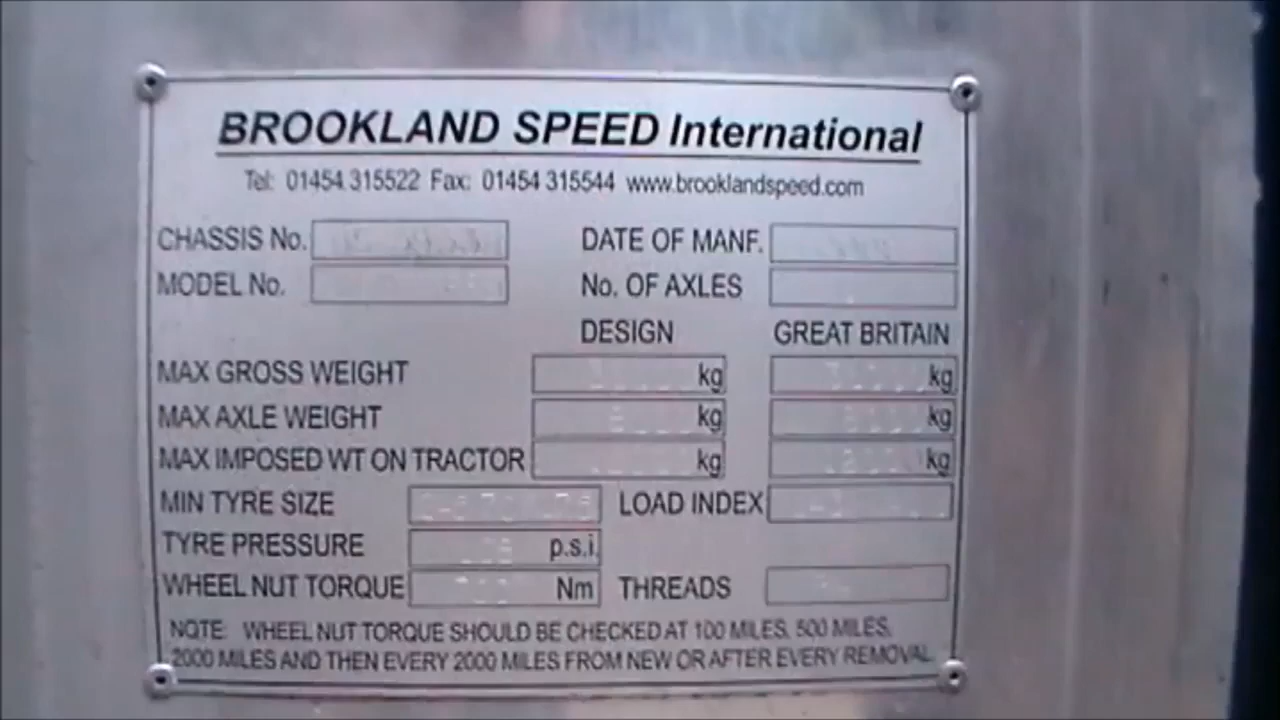 BROOKLAND SPEED International
Tel: 01454 315522 Fax: 01454 315544 www.brooklandspeed.com
CHASSIS No. DATE OF MANF.
MODEL No. No. OF AXLES
DESIGN GREAT BRITAIN
MAX GROSS WEIGHT kg kg
MAX AXLE WEIGHT kg kg
MAX IMPOSED WT ON TRACTOR kg kg
MIN TYRE SIZE LOAD INDEX
TYRE PRESSURE p.s.i.
WHEEL NUT TORQUE Nm THREADS
NOTE: WHEEL NUT TORQUE SHOULD BE CHECKED AT 100 MILES, 500 MILES,
2000 MILES AND THEN EVERY 2000 MILES FROM NEW OR AFTER EVERY REMOVAL